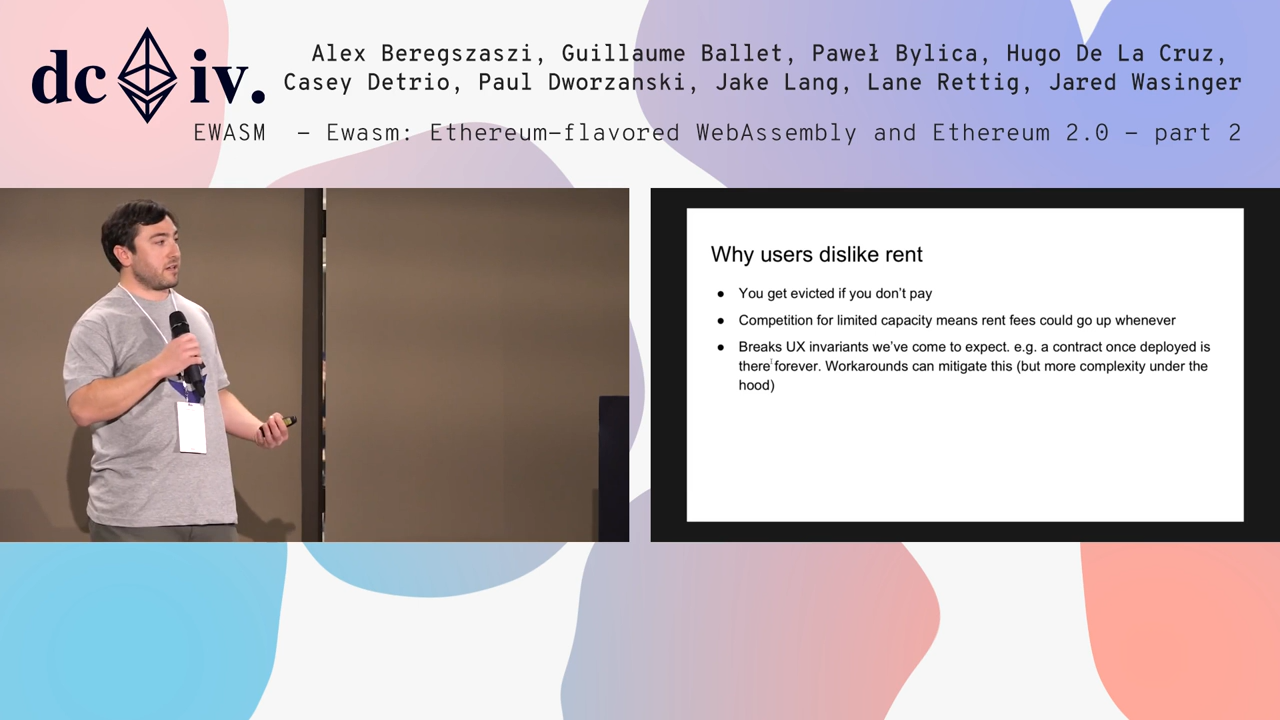 dc iv.
Alex Beregszaszi, Guillaume Ballet, Paweł Bylica, Hugo De La Cruz,
Casey Detrio, Paul Dworzanski, Jake Lang, Lane Rettig, Jared Wasinger
EWASM - Ewasm: Ethereum-flavored WebAssembly and Ethereum 2.0 - part 2
Why users dislike rent
● You get evicted if you don't pay
● Competition for limited capacity means rent fees could go up whenever
● Breaks UX invariants we've come to expect. e.g. a contract once deployed is
there forever. Workarounds can mitigate this (but more complexity under the
hood)